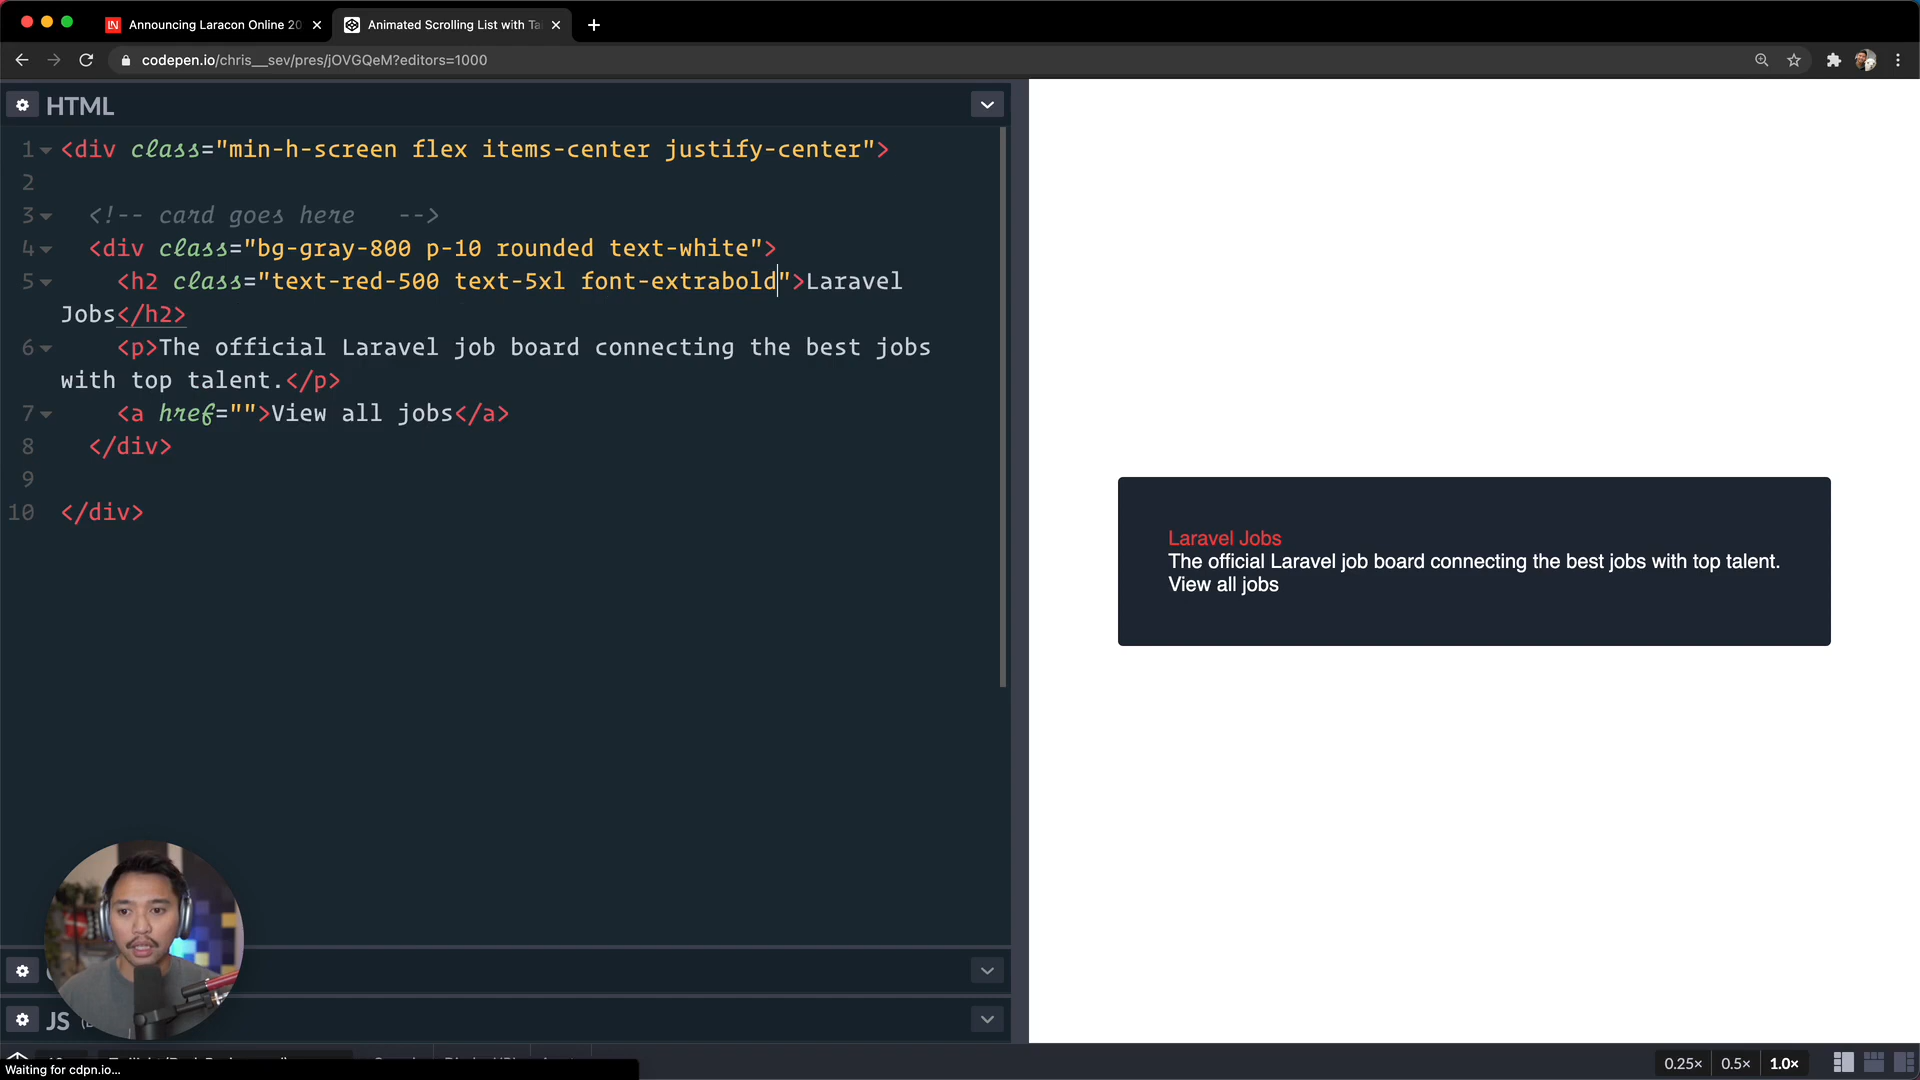 Announcing Laracon Online 20
Animated Scrolling List with Ta
codepen.io/chris__sev/pres/jOVGQeM?editors=1000
HTML
1 <div class="min-h-screen flex items-center justify-center">
2
3 <!-- card goes here -->
4 <div class="bg-gray-800 p-10 rounded text-white">
5 <h2 class="text-red-500 text-5xl font-extrabold">Laravel
Jobs</h2>
6 <p>The official Laravel job board connecting the best jobs
with top talent.</p>
7 <a href="">View all jobs</a>
8 </div>
9
10 </div>
Laravel Jobs
The official Laravel job board connecting the best jobs with top talent.
View all jobs
JS
Waiting for cdpn.io...
0.25× 0.5× 1.0×